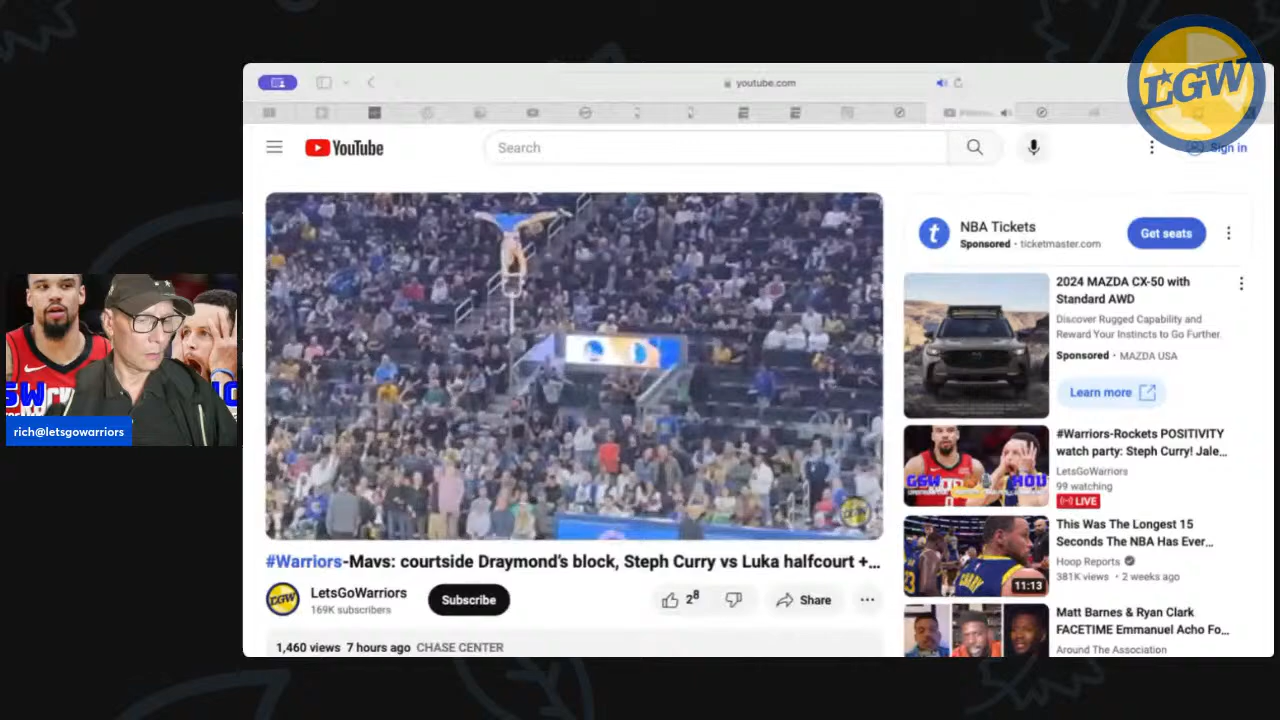 youtube.com
LGW
YouTube
Search
Sign in
NBA Tickets
Sponsored · ticketmaster.com
Get seats
2024 MAZDA CX-50 with
Standard AWD
Discover Rugged Capability and
Reward Your Instincts to Go Further.
Sponsored · MAZDA USA
Learn more
rich@letsgowarriors
GSW
HOU
#Warriors-Rockets POSITIVITY
watch party: Steph Curry! Jale...
LetsGoWarriors
99 watching
LIVE
This Was The Longest 15
Seconds The NBA Has Ever...
Hoop Reports
381K views · 2 weeks ago
11:13
#Warriors-Mavs: courtside Draymond's block, Steph Curry vs Luka halfcourt +...
LGW
LetsGoWarriors
169K subscribers
Subscribe
Share
Matt Barnes & Ryan Clark
FACETIME Emmanuel Acho Fo...
Around The Association
1,460 views 7 hours ago CHASE CENTER